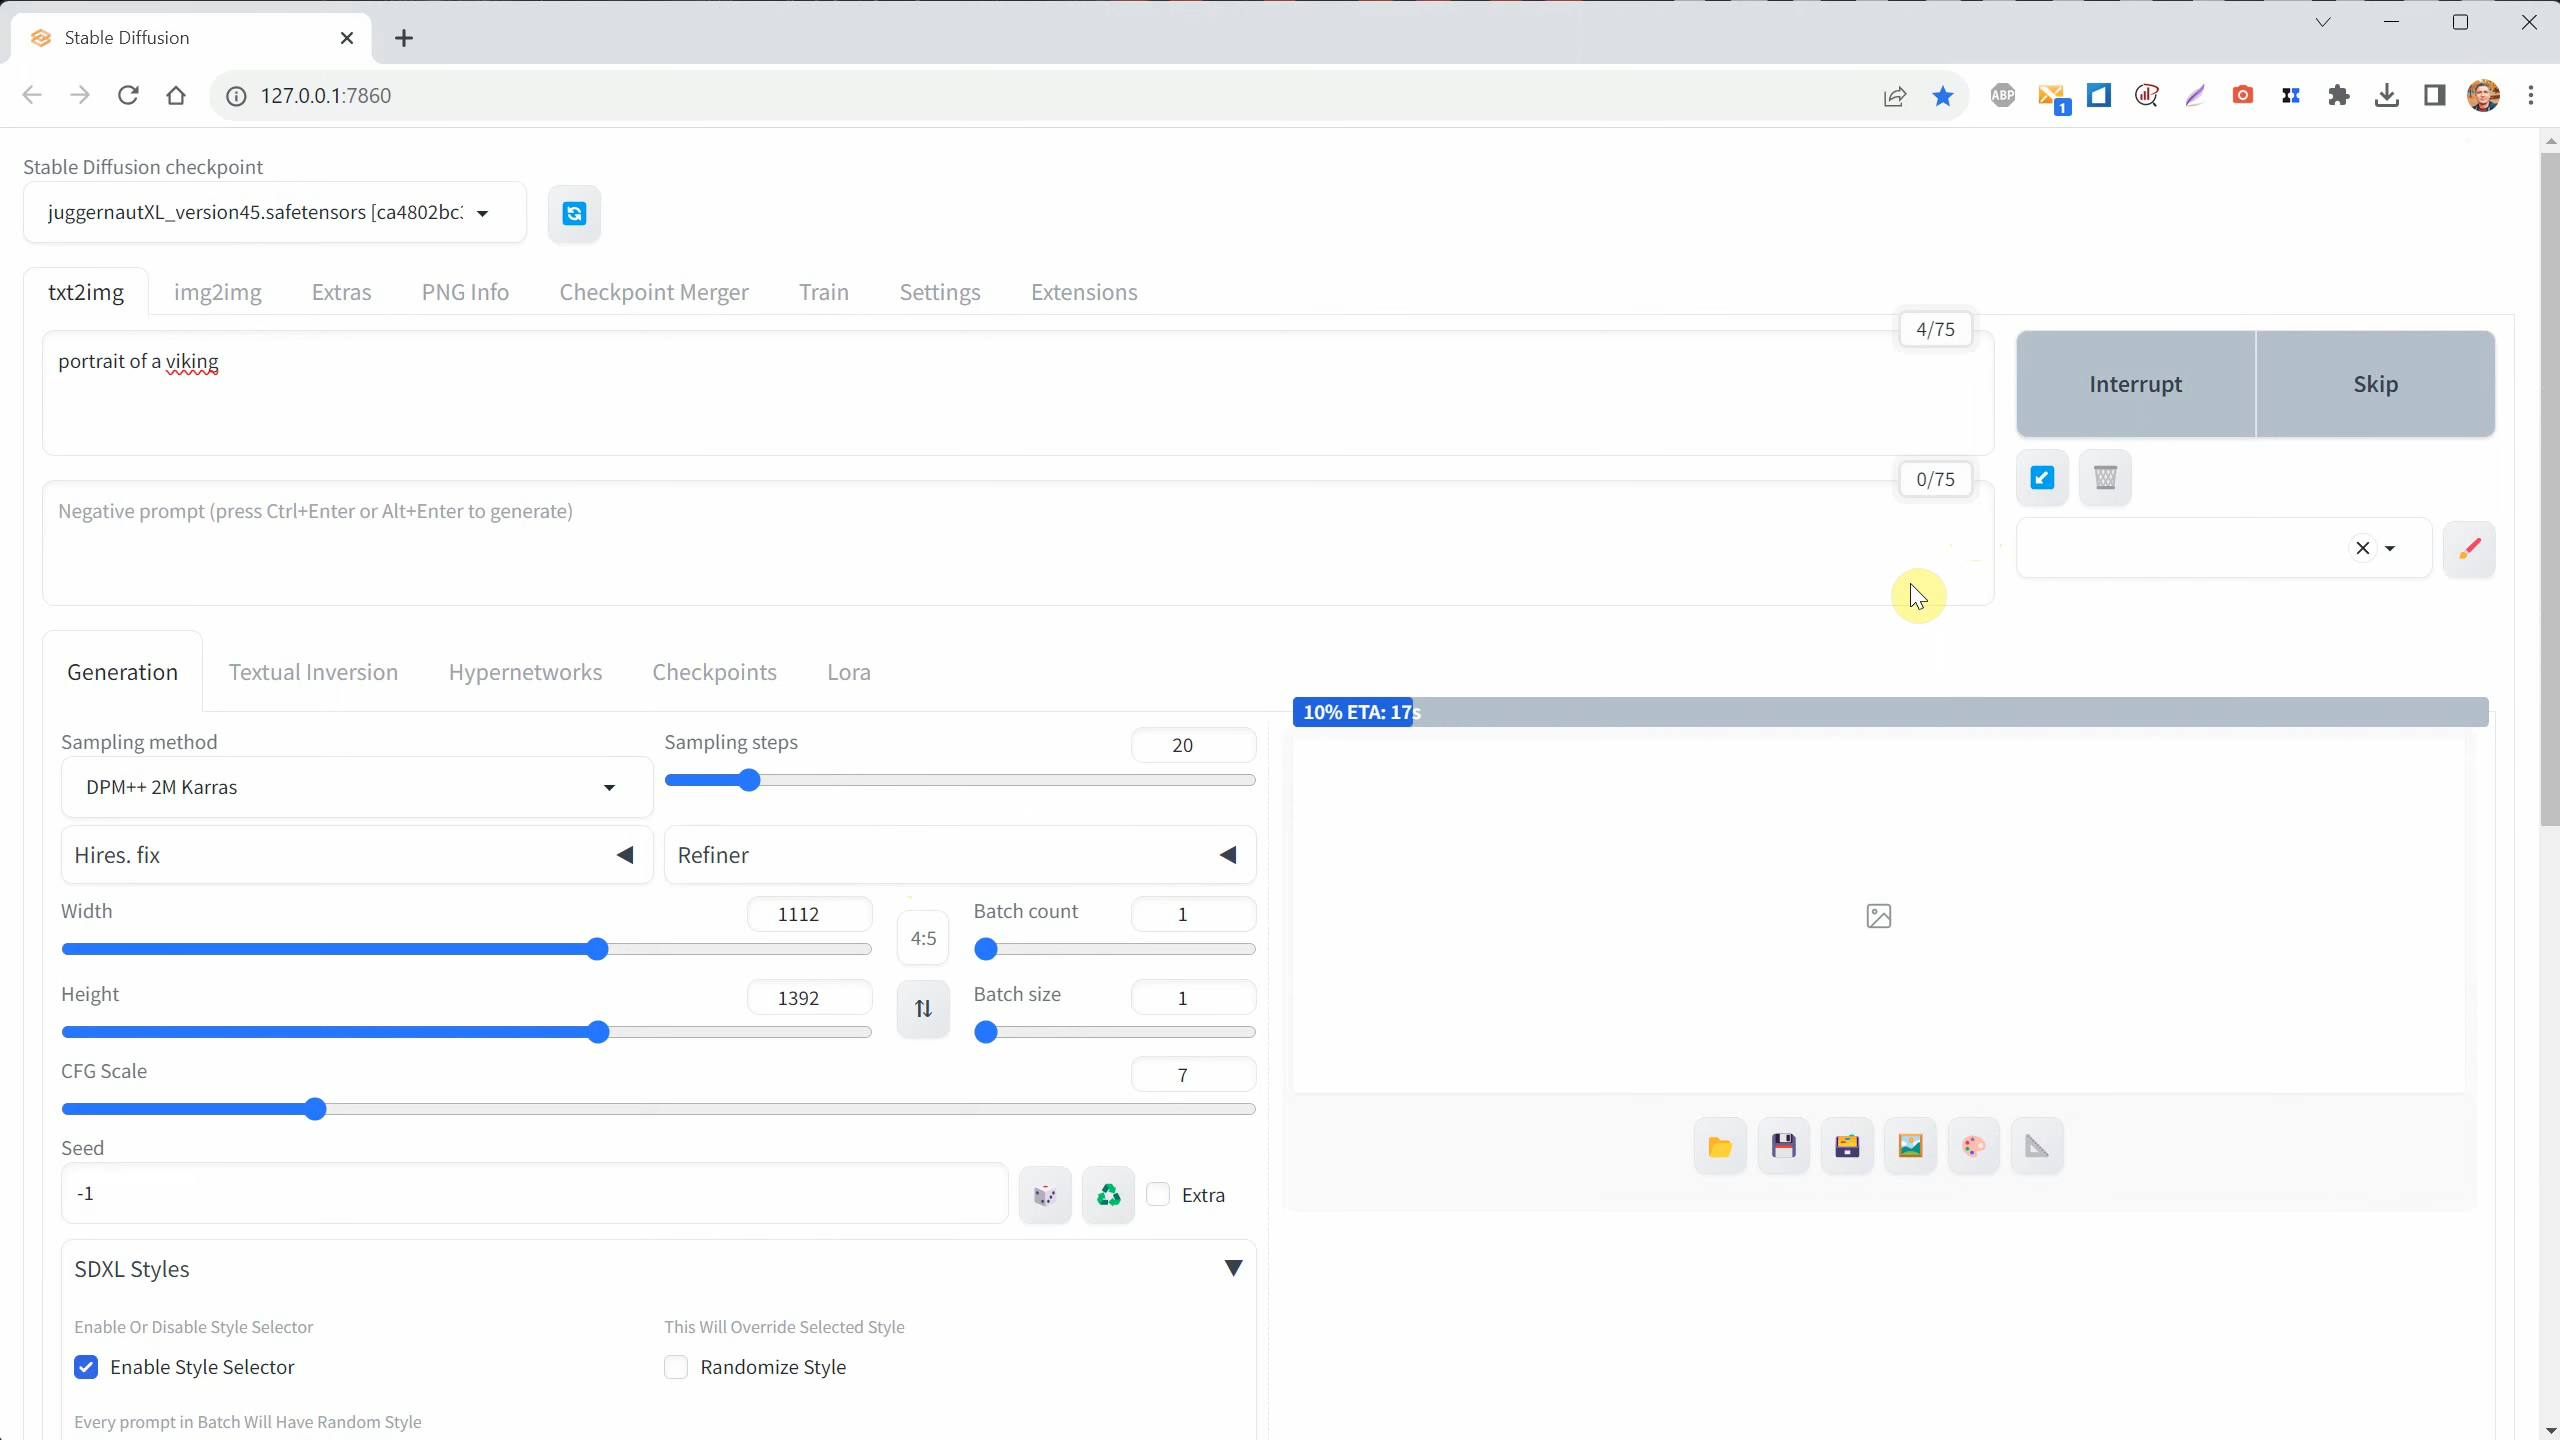 Stable Diffusion
127.0.0.1:7860
ABP
1
Stable Diffusion checkpoint
juggernautXL_version45.safetensors [ca4802bc
txt2img img2img Extras PNG Info Checkpoint Merger Train Settings Extensions
4/75
portrait of a viking
Interrupt Skip
0/75
Negative prompt (press Ctrl+Enter or Alt+Enter to generate)
Generation Textual Inversion Hypernetworks Checkpoints Lora
10% ETA: 17s
Sampling method Sampling steps 20
DPM++ 2M Karras
Hires. fix Refiner
Width 1112 Batch count 1
4:5
Height 1392 Batch size 1
CFG Scale 7
Seed
-1 Extra
SDXL Styles
Enable Or Disable Style Selector This Will Override Selected Style
Enable Style Selector Randomize Style
Every prompt in Batch Will Have Random Style